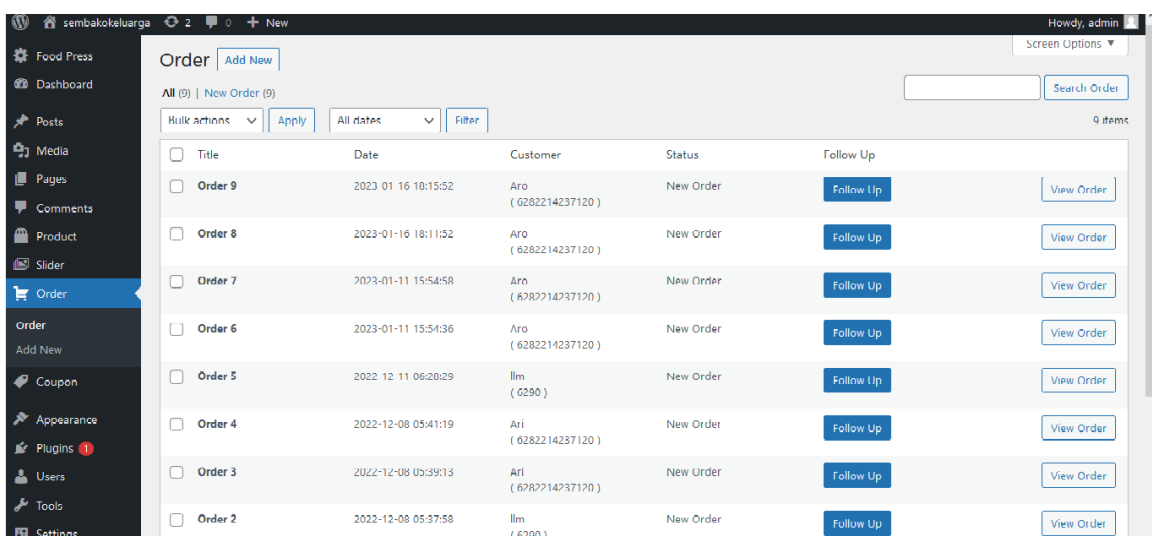 sembakokeluarga 2 0 + New
Howdy, admin
Food Press
Dashboard
Posts
Media
Pages
Comments
Product
Slider
Order
Order
Add New
Coupon
Appearance
Plugins 1
Users
Tools
Settings
Screen Options ▼
Order Add New
All (9) | New Order (9)
Search Order
Bulk actions Apply All dates Filter
9 items
Title Date Customer Status Follow Up
Order 9 2023-01-16 18:15:52 Aro New Order Follow Up View Order
( 6282214237120 )
Order 8 2023-01-16 18:11:52 Aro New Order Follow Up View Order
( 6282214237120 )
Order 7 2023-01-11 15:54:58 Aro New Order Follow Up View Order
( 6282214237120 )
Order 6 2023-01-11 15:54:36 Aro New Order Follow Up View Order
( 6282214237120 )
Order 5 2022-12-11 06:28:29 llm New Order Follow Up View Order
( 6290 )
Order 4 2022-12-08 05:41:19 Ari New Order Follow Up View Order
( 6282214237120 )
Order 3 2022-12-08 05:39:13 Ari New Order Follow Up View Order
( 6282214237120 )
Order 2 2022-12-08 05:37:58 llm New Order Follow Up View Order
( 6290 )